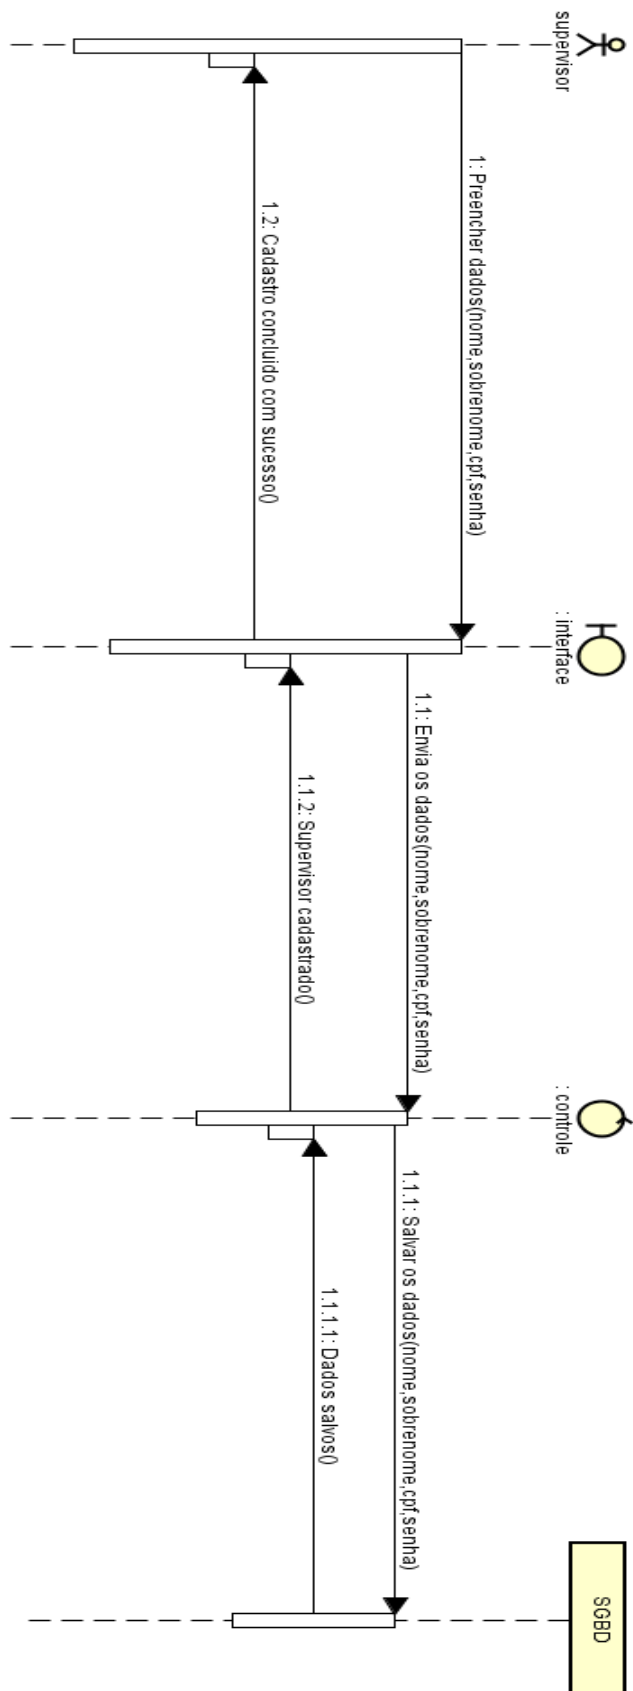 supervisor
: interface
: controle
SGBD
1: Preencher dados(nome,sobrenome,cpf,senha)
1.1: Envia os dados(nome,sobrenome,cpf,senha)
1.1.1: Salvar os dados(nome,sobrenome,cpf,senha)
1.1.1.1: Dados salvos()
1.1.2: Supervisor cadastrado()
1.2: Cadastro concluido com sucesso()